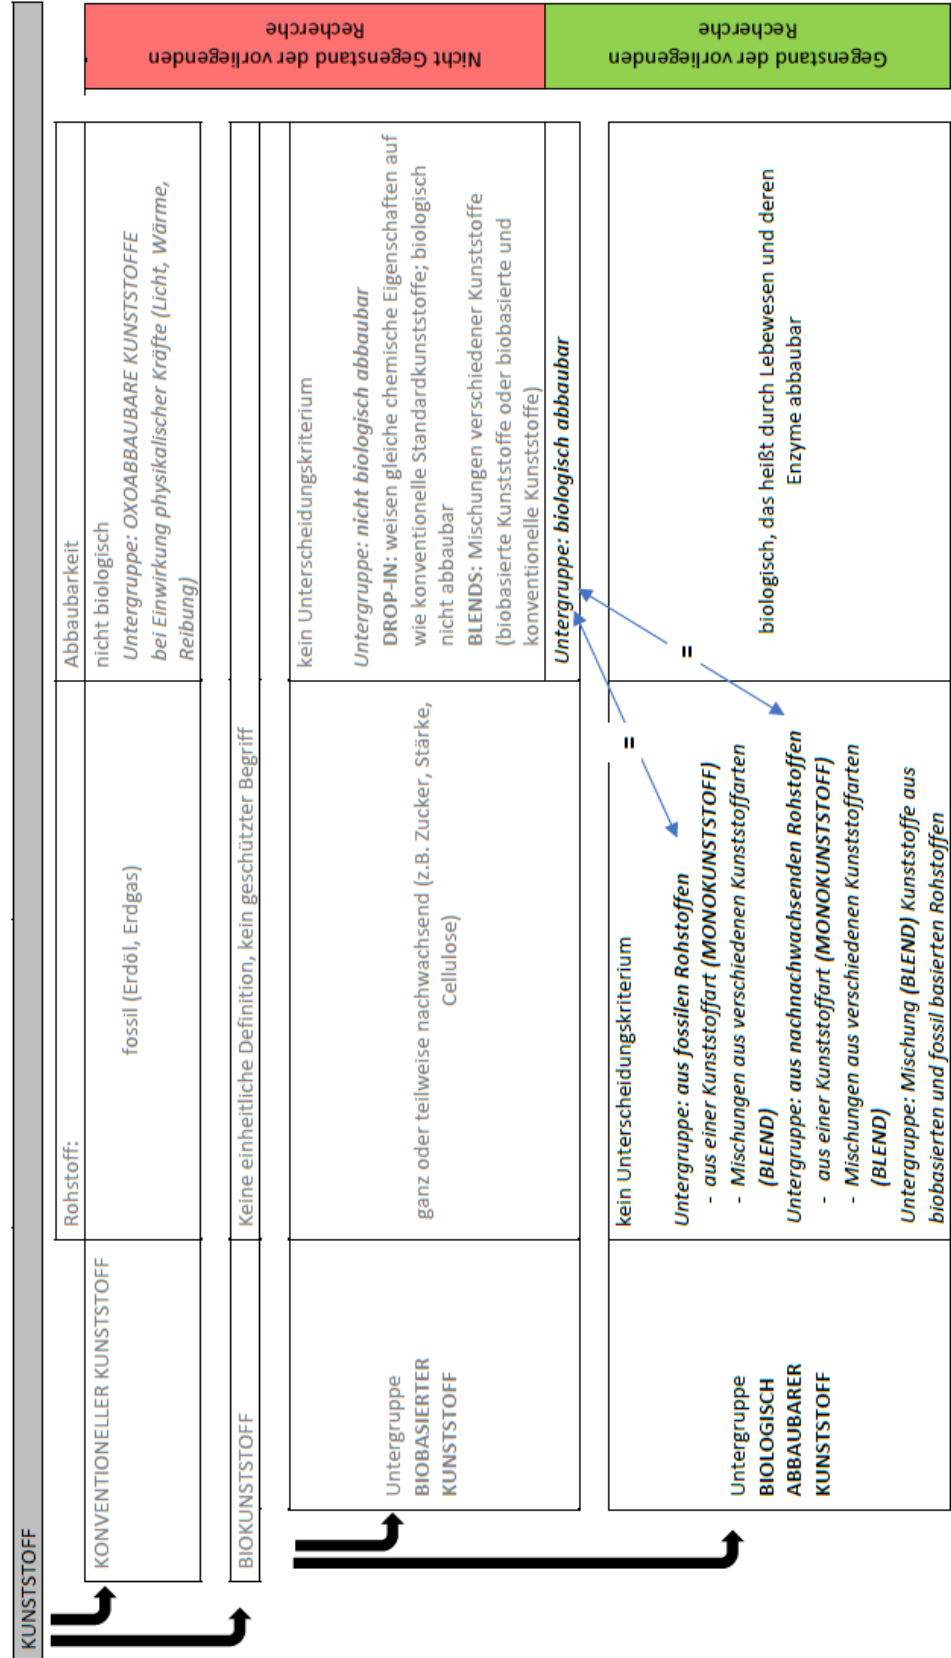 KUNSTSTOFF
Rohstoff:
Abbaubarkeit
KONVENTIONELLER KUNSTSTOFF
fossil (Erdöl, Erdgas)
nicht biologisch
Untergruppe: OXOABBAUBARE KUNSTSTOFFE
bei Einwirkung physikalischer Kräfte (Licht, Wärme,
Reibung)
BIOKUNSTSTOFF
Keine einheitliche Definition, kein geschützter Begriff
Untergruppe
BIOBASIERTER
KUNSTSTOFF
ganz oder teilweise nachwachsend (z.B. Zucker, Stärke,
Cellulose)
kein Unterscheidungskriterium
Untergruppe: nicht biologisch abbaubar
DROP-IN: weisen gleiche chemische Eigenschaften auf
wie konventionelle Standardkunststoffe; biologisch
nicht abbaubar
BLENDS: Mischungen verschiedener Kunststoffe
(biobasierte Kunststoffe oder biobasierte und
konventionelle Kunststoffe)
Untergruppe: biologisch abbaubar
=
=
Untergruppe
BIOLOGISCH
ABBAUBARER
KUNSTSTOFF
kein Unterscheidungskriterium
Untergruppe: aus fossilen Rohstoffen
- aus einer Kunststoffart (MONOKUNSTSTOFF)
- Mischungen aus verschiedenen Kunststoffarten
(BLEND)
Untergruppe: aus nachnachwachsenden Rohstoffen
- aus einer Kunststoffart (MONOKUNSTSTOFF)
- Mischungen aus verschiedenen Kunststoffarten
(BLEND)
Untergruppe: Mischung (BLEND) Kunststoffe aus
biobasierten und fossil basierten Rohstoffen
biologisch, das heißt durch Lebewesen und deren
Enzyme abbaubar
Nicht Gegenstand der vorliegenden
Recherche
Gegenstand der vorliegenden
Recherche